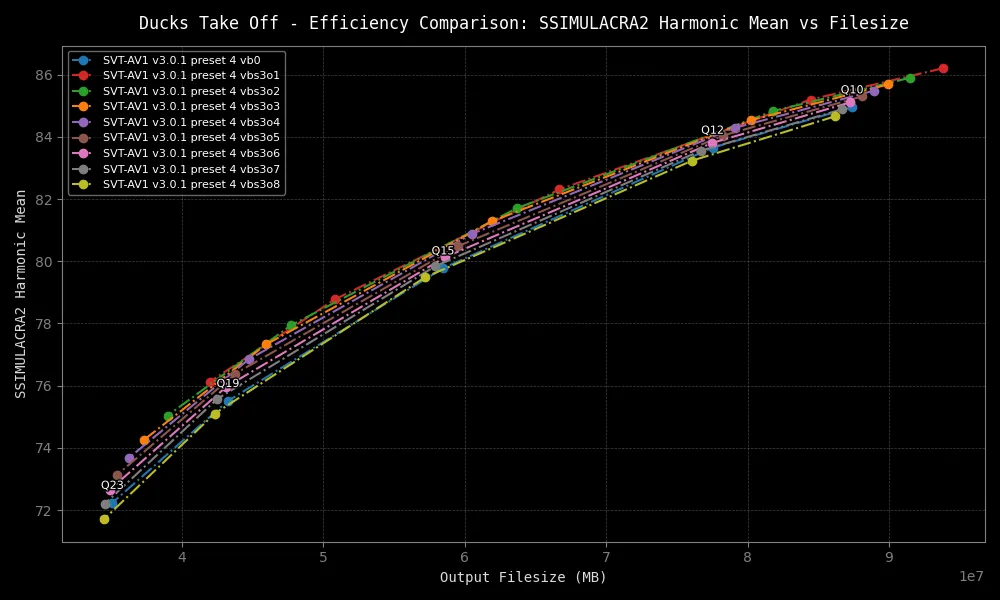 Ducks Take Off - Efficiency Comparison: SSIMULACRA2 Harmonic Mean vs Filesize
SVT-AV1 v3.0.1 preset 4 vb0
SVT-AV1 v3.0.1 preset 4 vbs3o1
SVT-AV1 v3.0.1 preset 4 vbs3o2
SVT-AV1 v3.0.1 preset 4 vbs3o3
SVT-AV1 v3.0.1 preset 4 vbs3o4
SVT-AV1 v3.0.1 preset 4 vbs3o5
SVT-AV1 v3.0.1 preset 4 vbs3o6
SVT-AV1 v3.0.1 preset 4 vbs3o7
SVT-AV1 v3.0.1 preset 4 vbs3o8
SSIMULACRA2 Harmonic Mean
86
84
82
80
78
76
74
72
Q10
Q12
Q15
Q19
Q23
4
5
6
7
8
9
1e7
Output Filesize (MB)